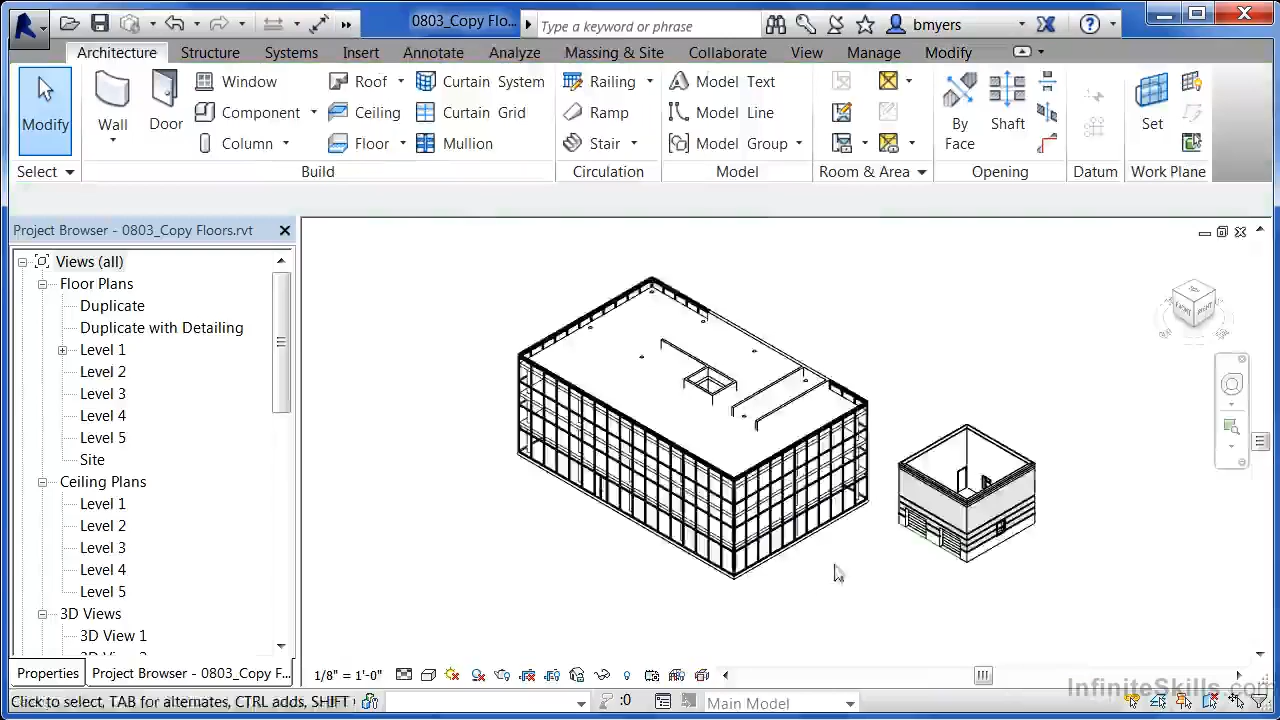 0803_Copy Flo...
Type a keyword or phrase
bmyers
Architecture Structure Systems Insert Annotate Analyze Massing & Site Collaborate View Manage Modify
Modify
Wall
Door
Window
Component
Column
Roof
Ceiling
Floor
Curtain System
Curtain Grid
Mullion
Railing
Ramp
Stair
Model Text
Model Line
Model Group
By
Face
Shaft
Set
Select Build Circulation Model Room & Area Opening Datum Work Plane
Project Browser - 0803_Copy Floors.rvt
Views (all)
Floor Plans
Duplicate
Duplicate with Detailing
Level 1
Level 2
Level 3
Level 4
Level 5
Site
Ceiling Plans
Level 1
Level 2
Level 3
Level 4
Level 5
3D Views
3D View 1
FRONT
RIGHT
Properties
Project Browser - 0803_Copy F...
1/8" = 1'-0"
Click to select, TAB for alternates, CTRL adds, SHIFT
:0
Main Model
InfiniteSkills.com